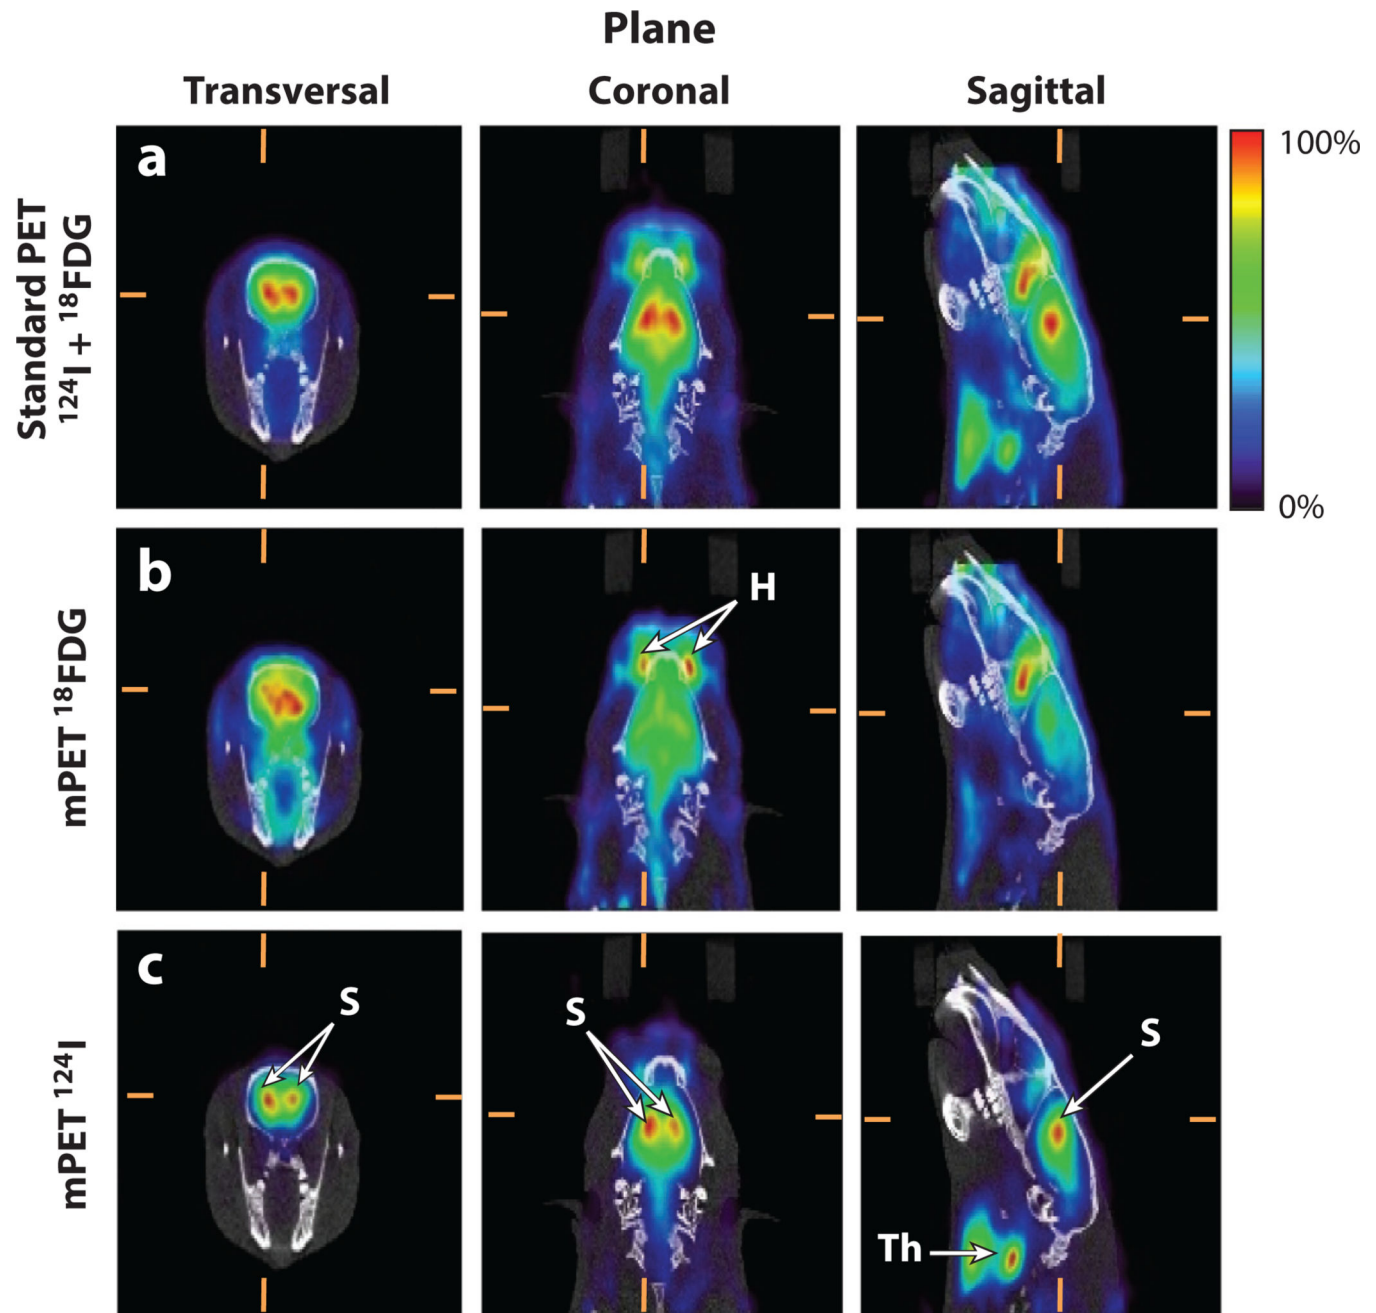 Plane
Transversal Coronal Sagittal
Standard PET
¹²⁴I + ¹⁸FDG
a
100%
0%
mPET ¹⁸FDG
b
H
mPET ¹²⁴I
c
S
S
S
Th